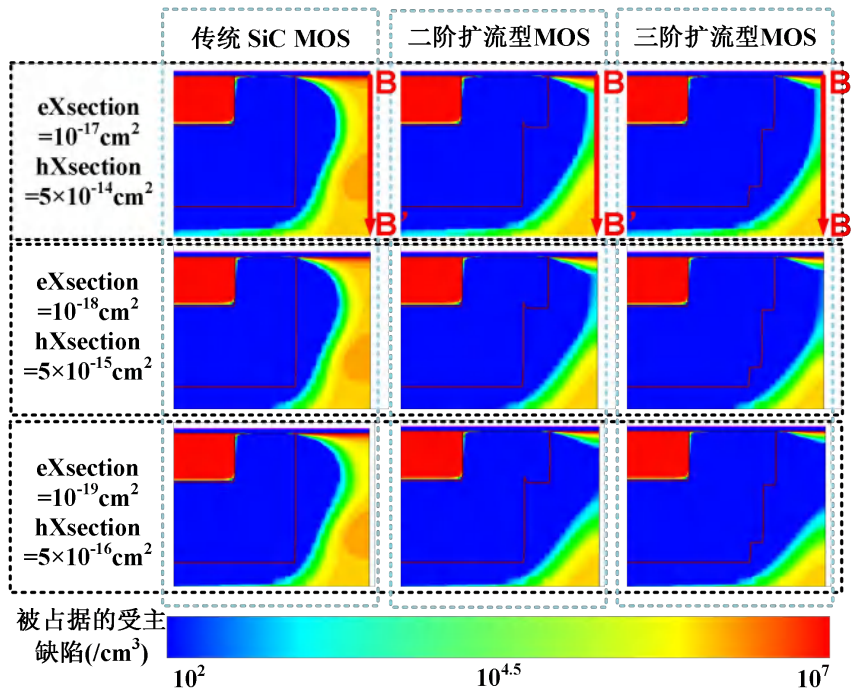 传统 SiC MOS
二阶扩流型MOS
三阶扩流型MOS
eXsection
=10⁻¹⁷cm²
hXsection
=5×10⁻¹⁴cm²
B
B'
B
B'
B
B
eXsection
=10⁻¹⁸cm²
hXsection
=5×10⁻¹⁵cm²
eXsection
=10⁻¹⁹cm²
hXsection
=5×10⁻¹⁶cm²
被占据的受主
缺陷(/cm³)
10²
10⁴·⁵
10⁷